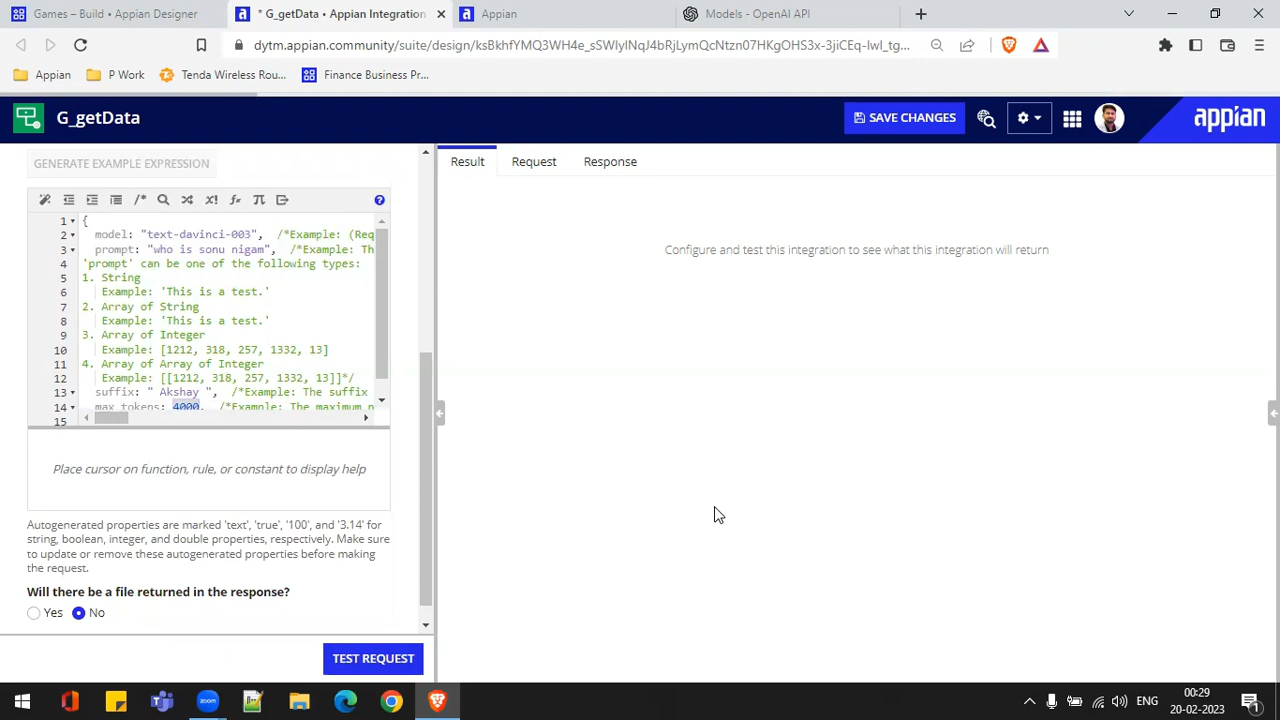 Games – Build • Appian Designer
* G_getData • Appian Integration
Appian
Models - OpenAI API
dytm.appian.community/suite/design/ksBkhfYMQ3WH4e_sSWlylNqJ4bRjLymQcNtzn07HKgOHS3x-3jiCEq-lwl_tg...
Appian
P Work
Tenda Wireless Rou...
Finance Business Pr...
G_getData
SAVE CHANGES
appian
GENERATE EXAMPLE EXPRESSION
Result
Request
Response
1 {
2 model: "text-davinci-003", /*Example: (Req
3 prompt: "who is sonu nigam", /*Example: Th
4 'prompt' can be one of the following types:
5 1. String
6 Example: 'This is a test.'
7 2. Array of String
8 Example: 'This is a test.'
9 3. Array of Integer
10 Example: [1212, 318, 257, 1332, 13]
11 4. Array of Array of Integer
12 Example: [[1212, 318, 257, 1332, 13]]*/
13 suffix: " Akshay ", /*Example: The suffix
14 max_tokens: 4000, /*Example: The maximum n
15
Configure and test this integration to see what this integration will return
Place cursor on function, rule, or constant to display help
Autogenerated properties are marked 'text', 'true', '100', and '3.14' for
string, boolean, integer, and double properties, respectively. Make sure
to update or remove these autogenerated properties before making
the request.
Will there be a file returned in the response?
Yes
No
TEST REQUEST
zoom
ENG
00:29
20-02-2023
1